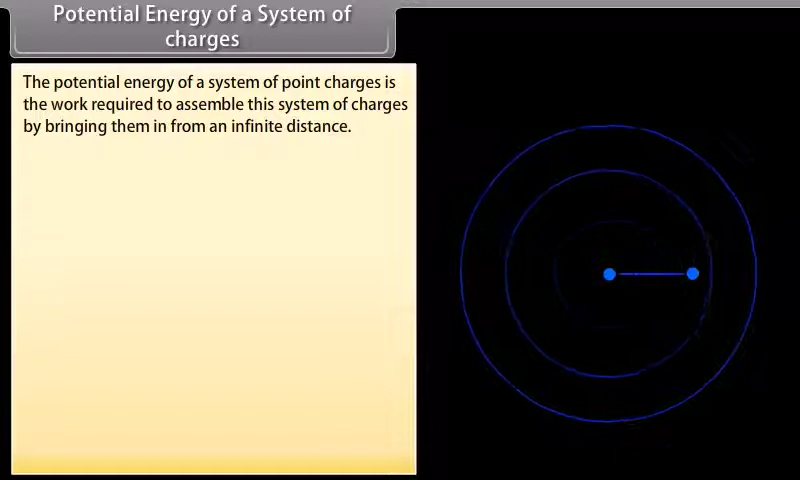 Potential Energy of a System of
charges
The potential energy of a system of point charges is
the work required to assemble this system of charges
by bringing them in from an infinite distance.